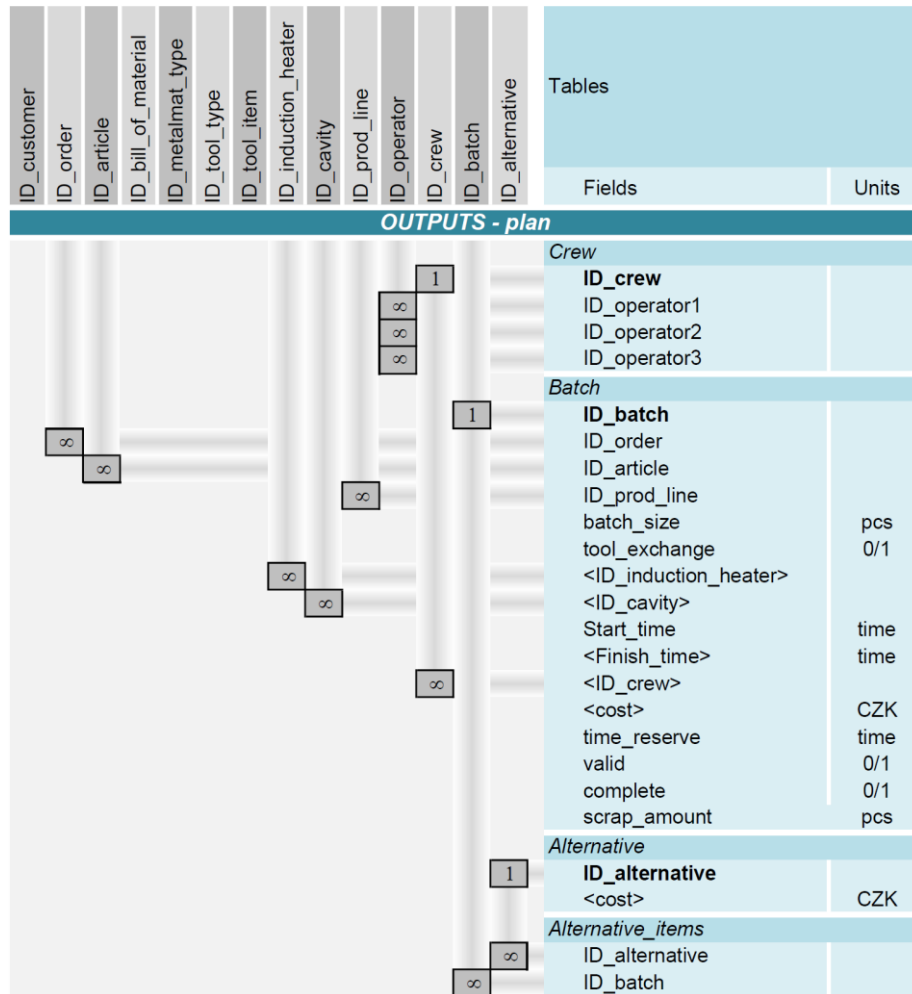 ID_customer
ID_order
ID_article
ID_bill_of_material
ID_metalmat_type
ID_tool_type
ID_tool_item
ID_induction_heater
ID_cavity
ID_prod_line
ID_operator
ID_crew
ID_batch
ID_alternative
Tables
Fields Units
OUTPUTS - plan
Crew
1 ID_crew
∞ ID_operator1
∞ ID_operator2
∞ ID_operator3
Batch
1 ID_batch
∞ ID_order
∞ ID_article
∞ ID_prod_line
batch_size pcs
tool_exchange 0/1
∞ <ID_induction_heater>
∞ <ID_cavity>
Start_time time
<Finish_time> time
∞ <ID_crew>
<cost> CZK
time_reserve time
valid 0/1
complete 0/1
scrap_amount pcs
Alternative
1 ID_alternative
<cost> CZK
Alternative_items
∞ ID_alternative
∞ ID_batch